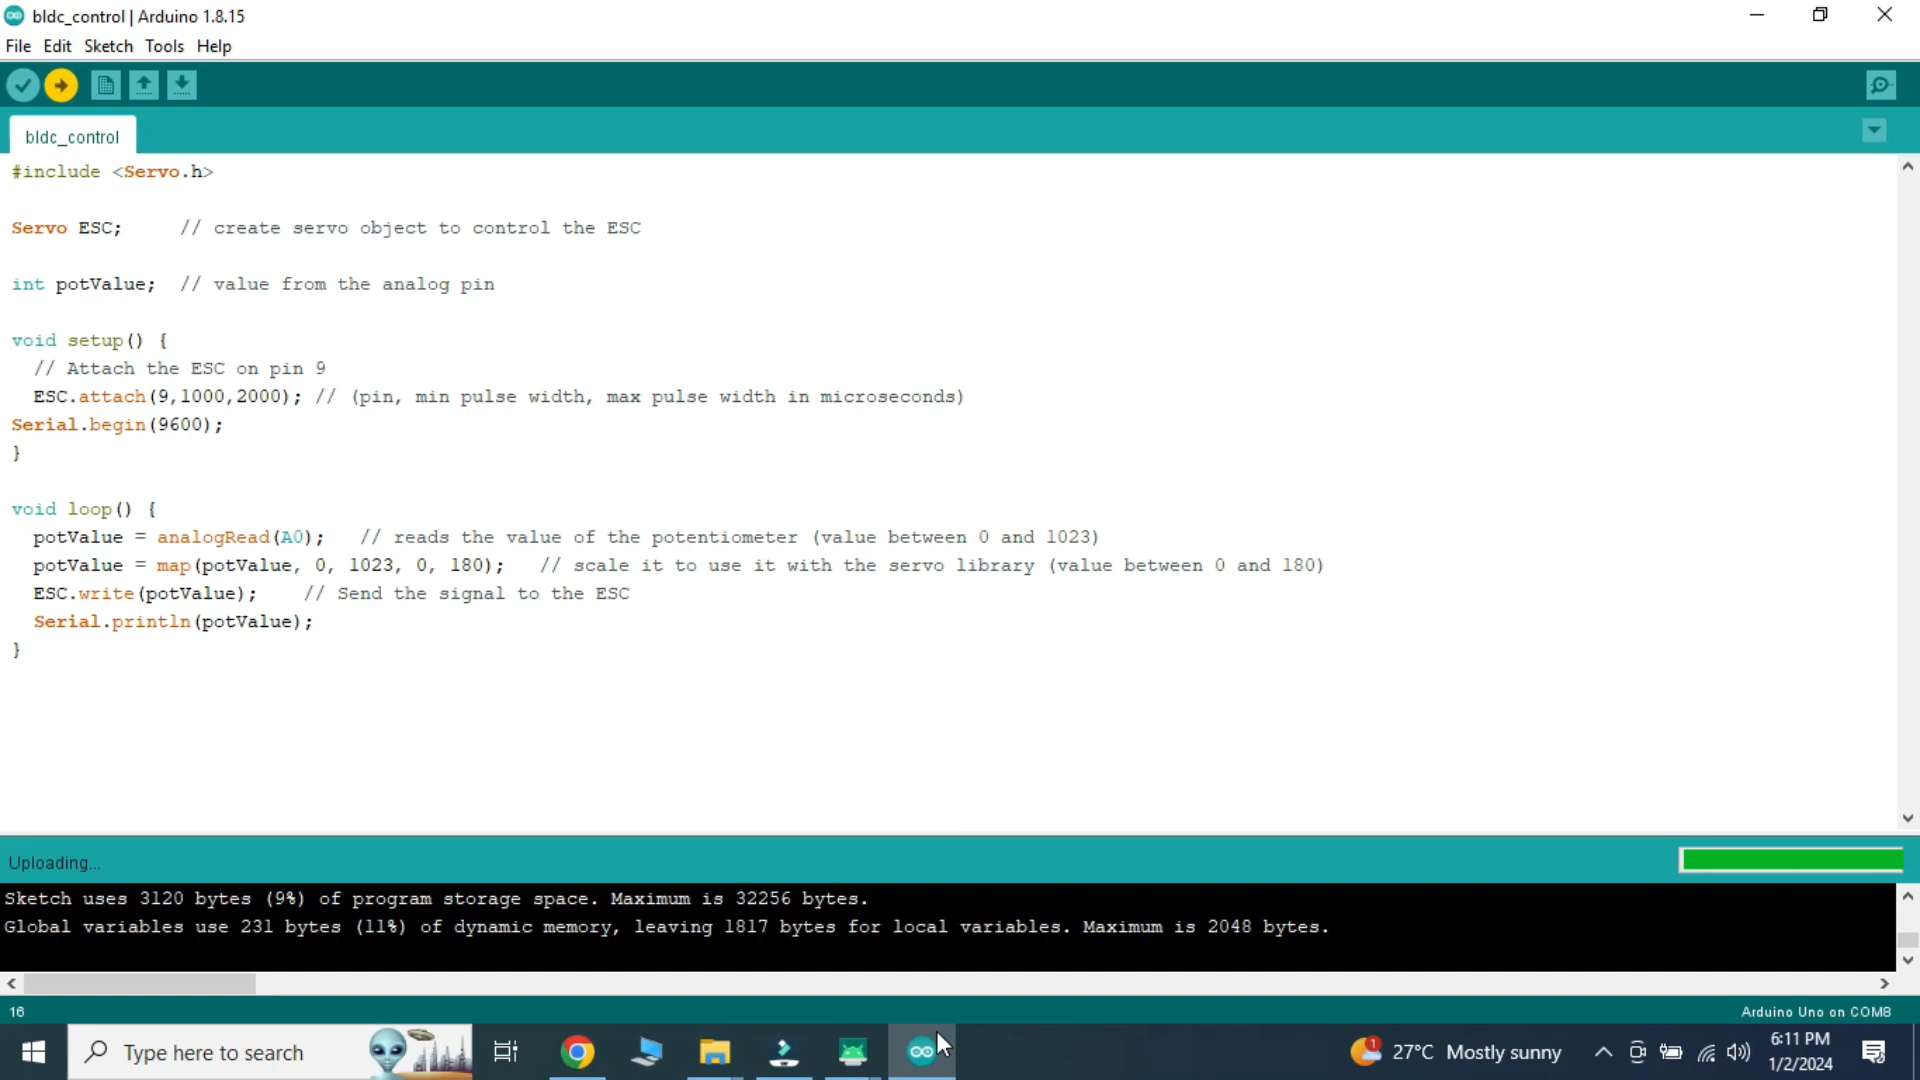 bldc_control | Arduino 1.8.15
File Edit Sketch Tools Help
bldc_control
#include <Servo.h>
Servo ESC;     // create servo object to control the ESC
int potValue;  // value from the analog pin
void setup() {
  // Attach the ESC on pin 9
  ESC.attach(9,1000,2000); // (pin, min pulse width, max pulse width in microseconds)
Serial.begin(9600);
}
void loop() {
  potValue = analogRead(A0);   // reads the value of the potentiometer (value between 0 and 1023)
  potValue = map(potValue, 0, 1023, 0, 180);   // scale it to use it with the servo library (value between 0 and 180)
  ESC.write(potValue);    // Send the signal to the ESC
  Serial.println(potValue);
}
Uploading...
Sketch uses 3120 bytes (9%) of program storage space. Maximum is 32256 bytes.
Global variables use 231 bytes (11%) of dynamic memory, leaving 1817 bytes for local variables. Maximum is 2048 bytes.
16
Arduino Uno on COM8
Type here to search
1
27°C Mostly sunny
6:11 PM
1/2/2024